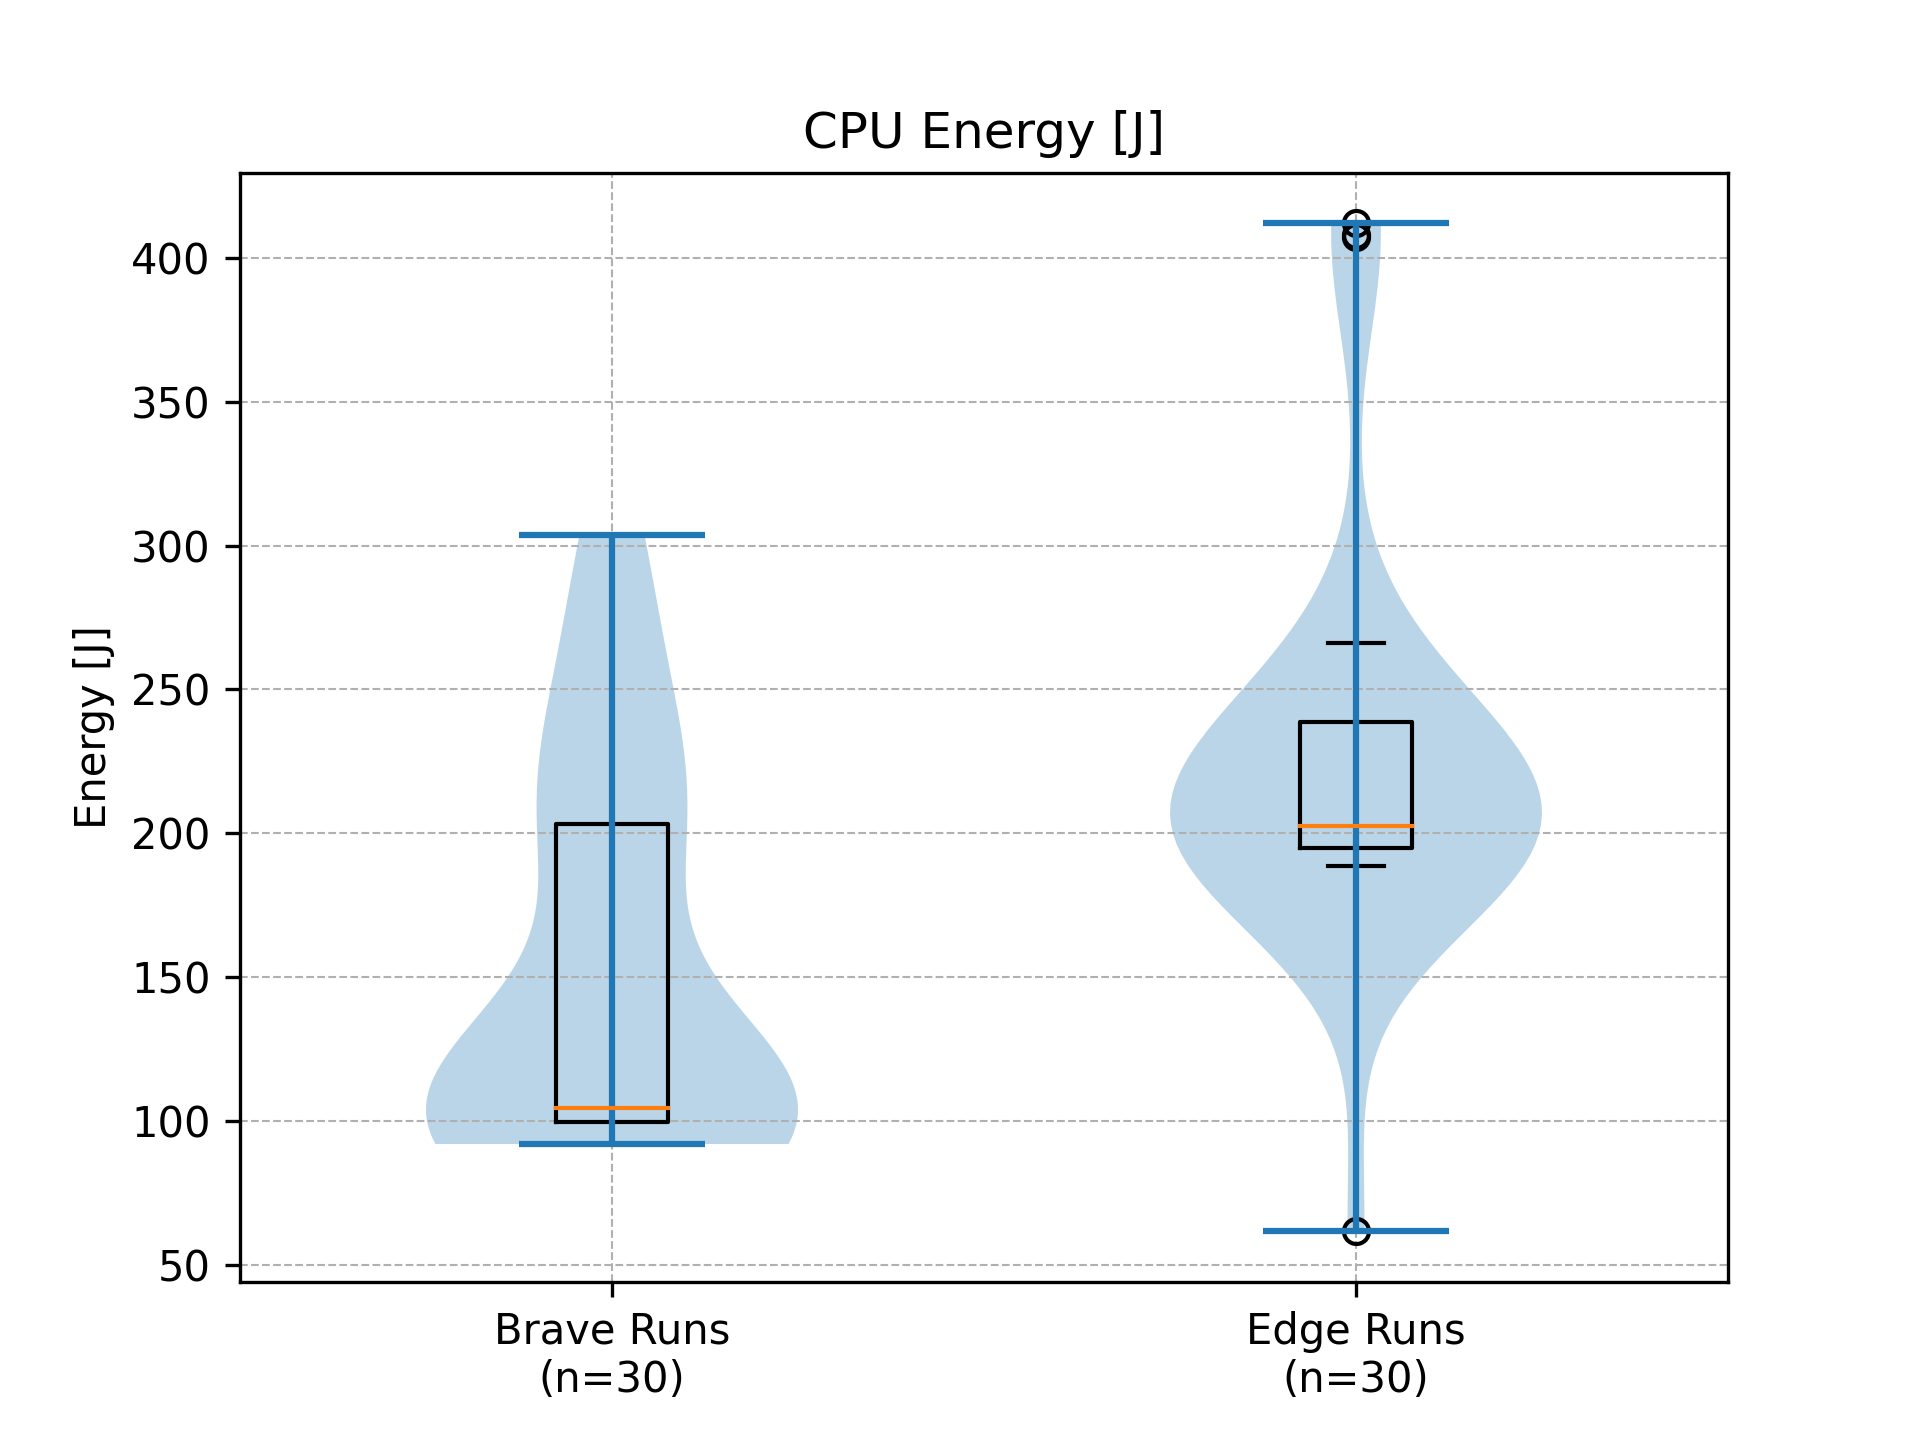 CPU Energy [J]
Energy [J]
400
350
300
250
200
150
100
50
Brave Runs
(n=30)
Edge Runs
(n=30)